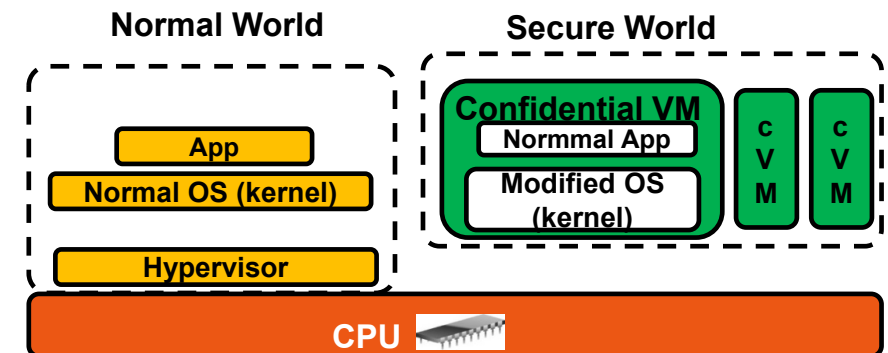 Normal World
Secure World
App
Normal OS (kernel)
Hypervisor
Confidential VM
Normmal App
Modified OS
(kernel)
c
V
M
c
V
M
CPU